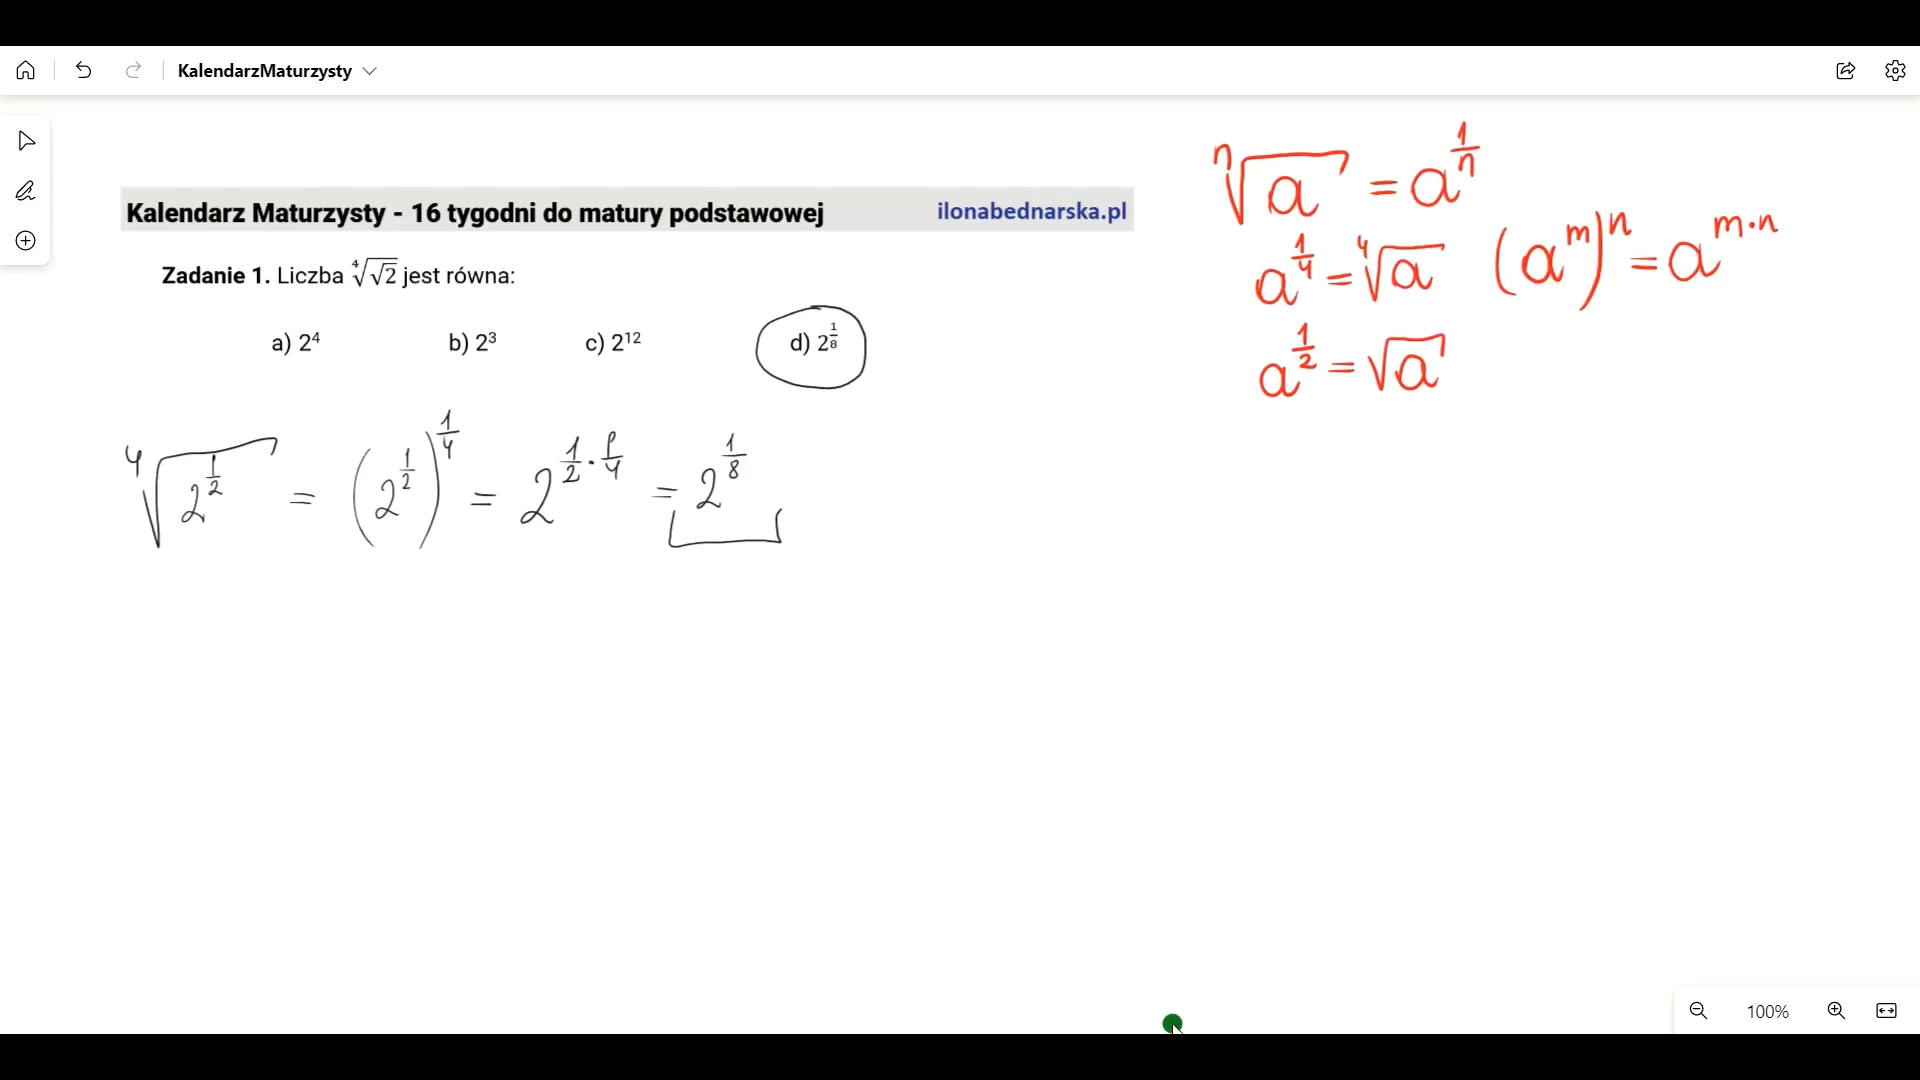 KalendarzMaturzysty
Kalendarz Maturzysty - 16 tygodni do matury podstawowej ilonabednarska.pl
Zadanie 1. Liczba ⁴√√2 jest równa:
a) 2⁴ b) 2³ c) 2¹² d) 2^(1/8)
⁴√(2^(1/2)) = (2^(1/2))^(1/4) = 2^(1/2 · 1/4) = 2^(1/8)
ⁿ√a = a^(1/n)
a^(1/4) = ⁴√a (a^m)^n = a^(m·n)
a^(1/2) = √a
100%